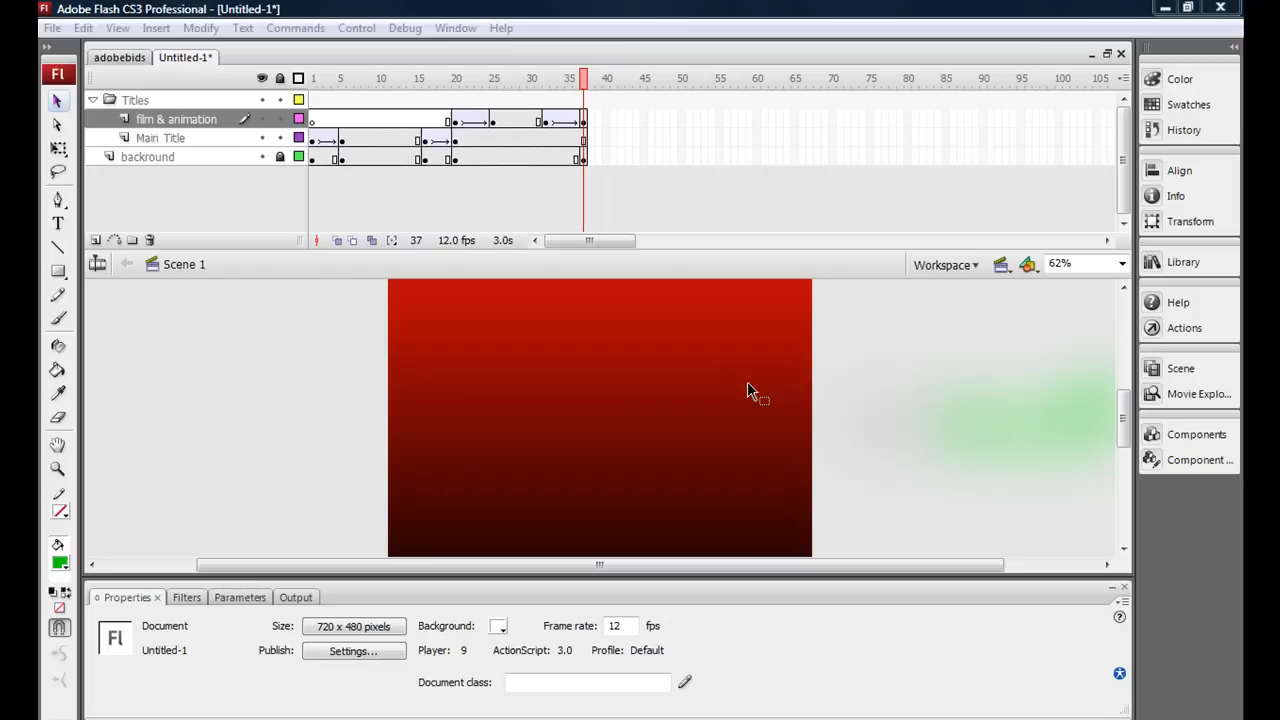 Adobe Flash CS3 Professional - [Untitled-1*]
File Edit View Insert Modify Text Commands Control Debug Window Help
adobebids Untitled-1*
1 5 10 15 20 25 30 35 40 45 50 55 60 65 70 75 80 85 90 95 100 105
Titles
film & animation
Main Title
backround
37 12.0 fps 3.0s
Scene 1 Workspace 62%
Fl
T
Color
Swatches
History
Align
Info
Transform
Library
Help
Actions
Scene
Movie Explo...
Components
Component ...
Properties Filters Parameters Output
Fl
Document Size: 720 x 480 pixels Background: Frame rate: 12 fps
Untitled-1 Publish: Settings... Player: 9 ActionScript: 3.0 Profile: Default
Document class: